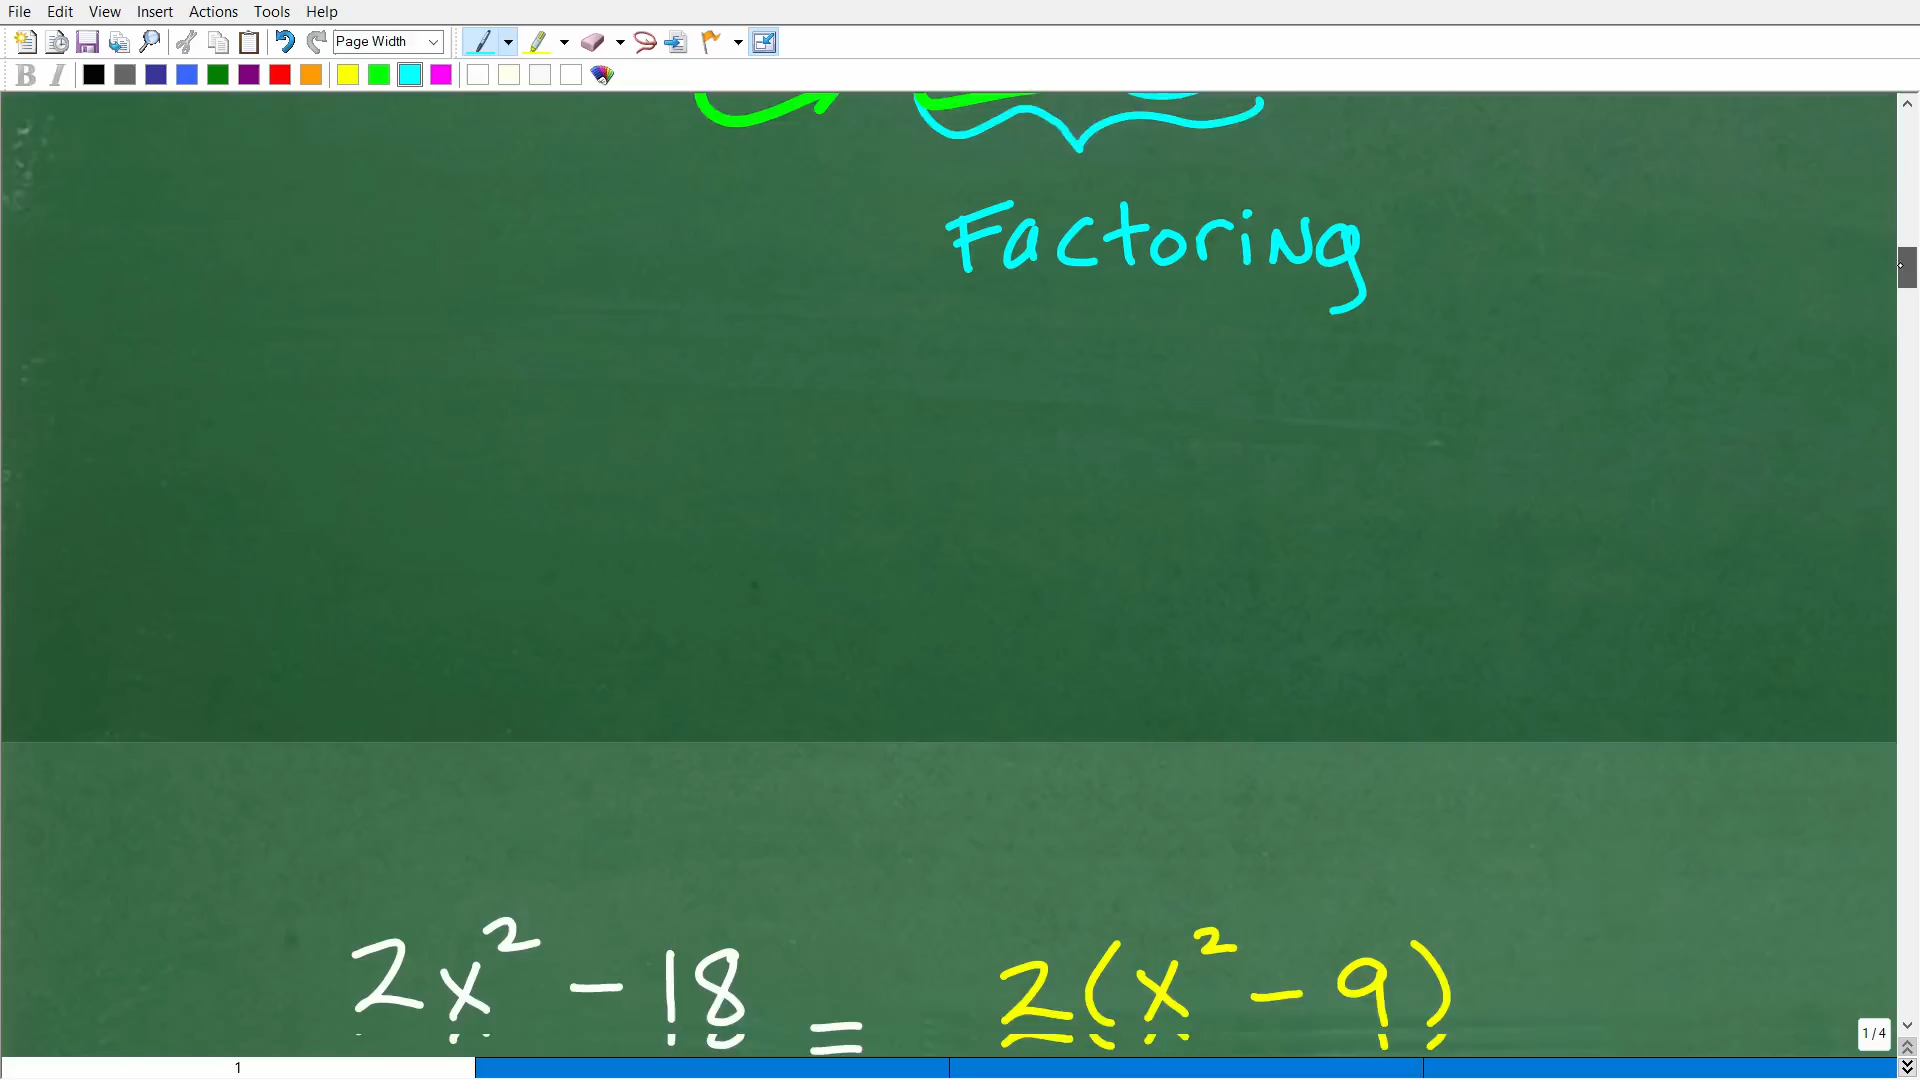 File Edit View Insert Actions Tools Help
Page Width
B I
Factoring
2x² - 18 = 2(x² - 9)
1 / 4
1